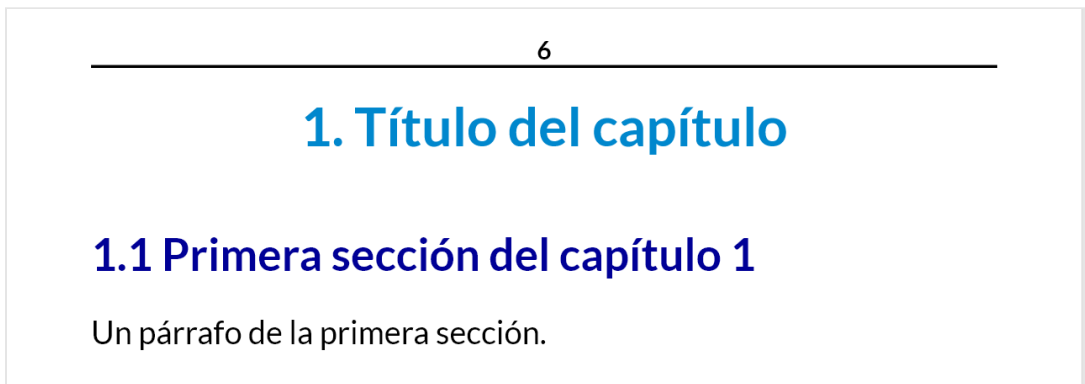 6
1. Título del capítulo
1.1 Primera sección del capítulo 1
Un párrafo de la primera sección.